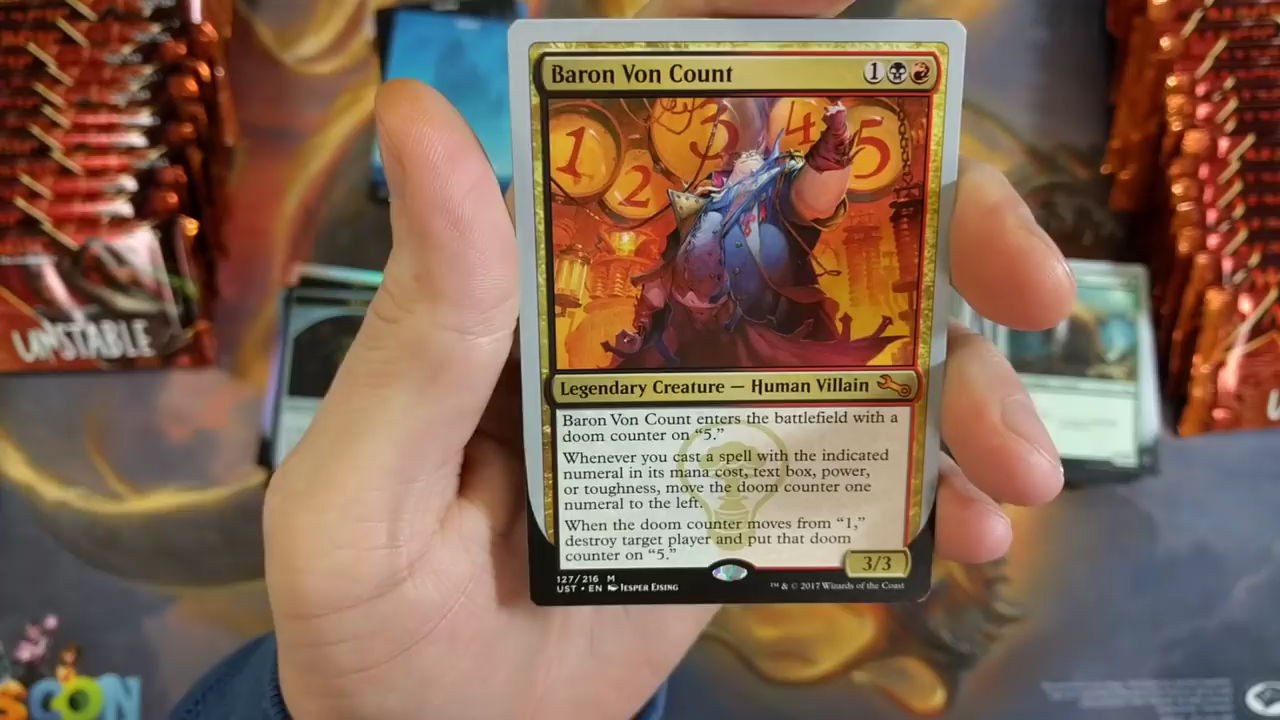 Baron Von Count
1
1
2
3
4
5
Legendary Creature — Human Villain
Baron Von Count enters the battlefield with a
doom counter on “5.”
Whenever you cast a spell with the indicated
numeral in its mana cost, text box, power,
or toughness, move the doom counter one
numeral to the left.
When the doom counter moves from “1,”
destroy target player and put that doom
counter on “5.”
3/3
127/216 M
UST • EN JESPER EJSING
™ & © 2017 Wizards of the Coast
UNSTABLE
SCON